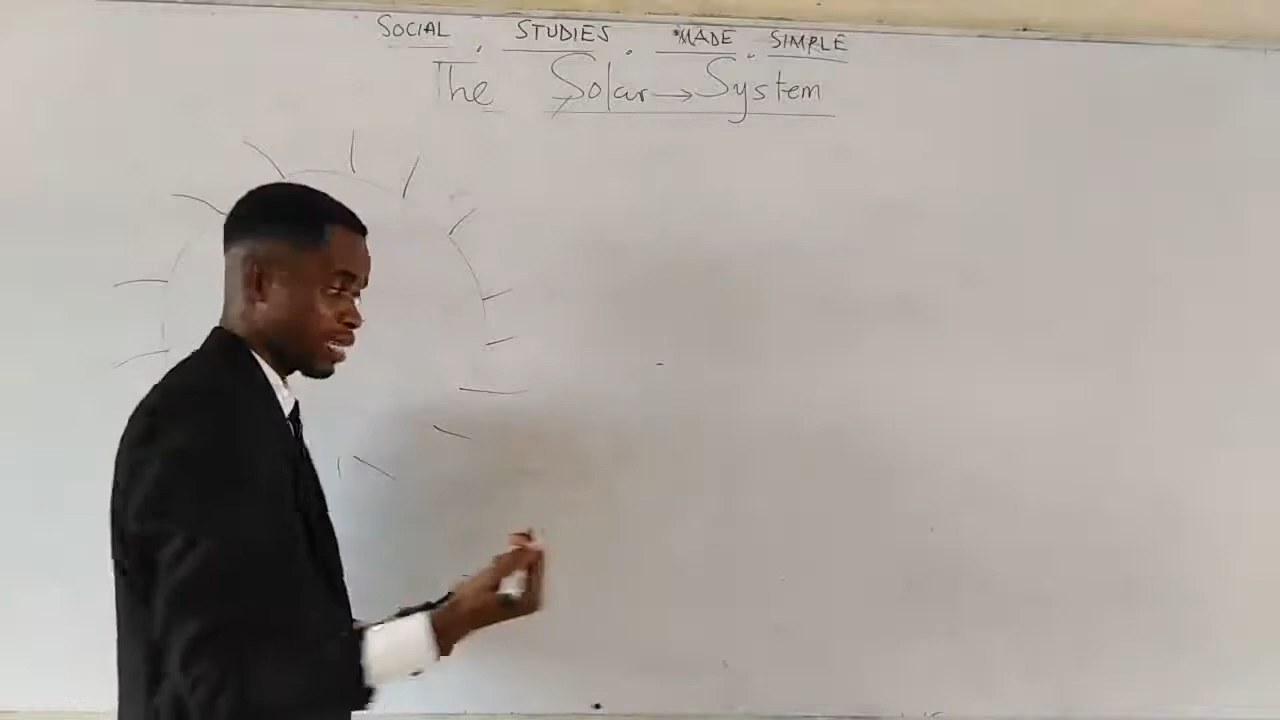 SOCIAL . STUDIES . MADE . SIMPLE
The Solar → System